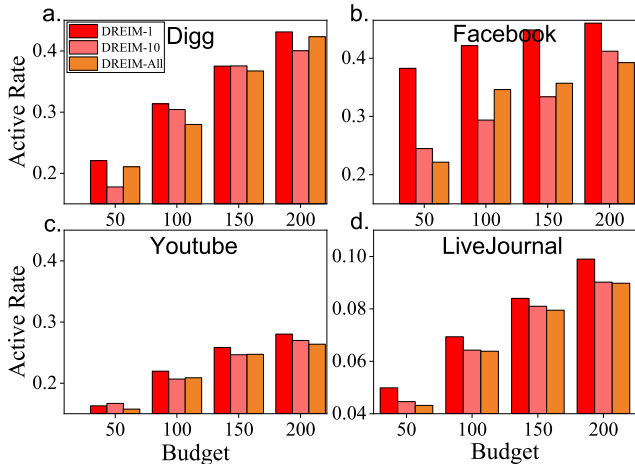 a.
Digg
DREIM-1
DREIM-10
DREIM-All
Active Rate
0.4
0.3
0.2
50 100 150 200
b.
Facebook
0.4
0.3
0.2
50 100 150 200
c.
Youtube
Active Rate
0.4
0.3
0.2
50 100 150 200
Budget
d.
LiveJournal
0.10
0.08
0.06
0.04
50 100 150 200
Budget